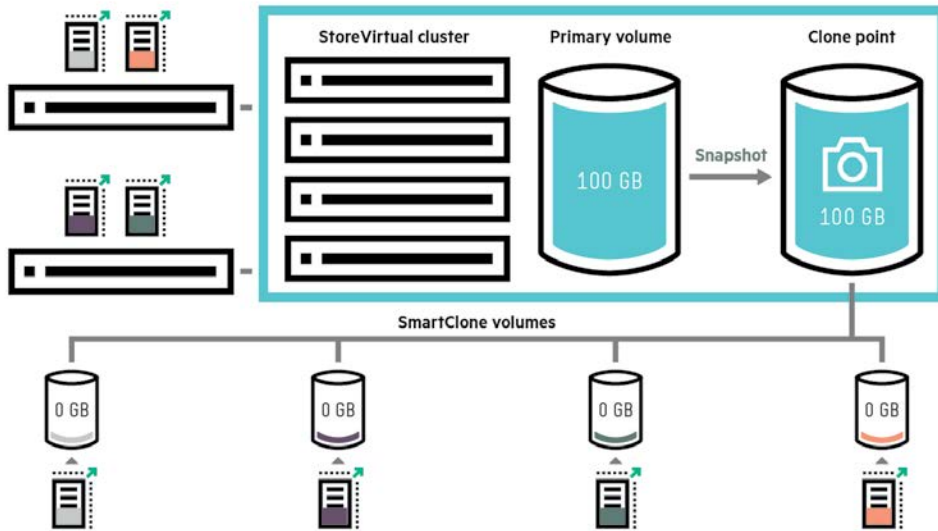 StoreVirtual cluster
Primary volume
Clone point
100 GB
Snapshot
100 GB
SmartClone volumes
0 GB
0 GB
0 GB
0 GB